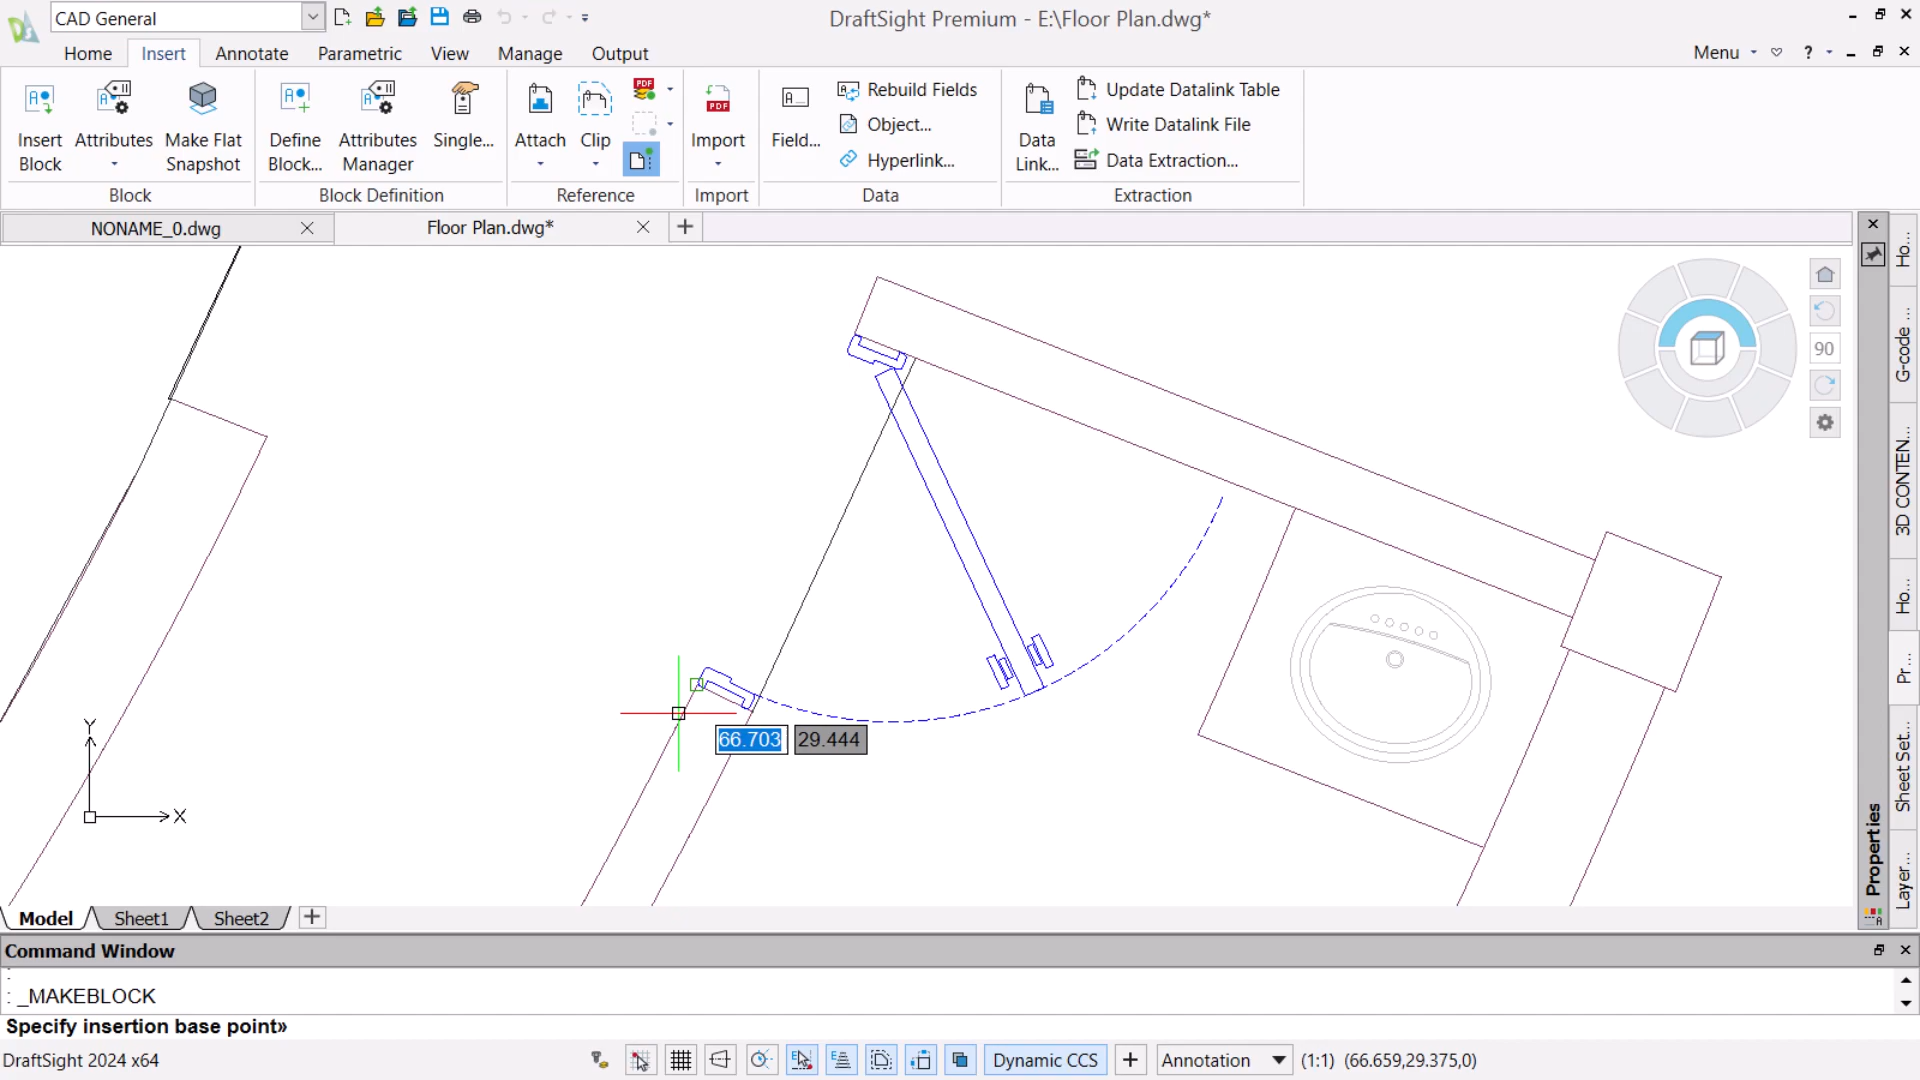 CAD General
DraftSight Premium - E:\Floor Plan.dwg*
Home
Insert
Annotate
Parametric
View
Manage
Output
Menu
?
Insert
Block
Attributes
Make Flat
Snapshot
Block
Define
Block...
Attributes
Manager
Single...
Block Definition
Attach
Clip
PDF
Reference
PDF
Import
Import
Field...
Rebuild Fields
Object...
Hyperlink...
Data
Data
Link...
Update Datalink Table
Write Datalink File
Data Extraction...
Extraction
NONAME_0.dwg
Floor Plan.dwg*
90
66.703
29.444
Y
X
Ho...
G-code ...
3D CONTEN...
Ho...
Pr...
Sheet Set...
Layer...
Properties
Model
Sheet1
Sheet2
Command Window
:
: _MAKEBLOCK
Specify insertion base point»
DraftSight 2024 x64
Dynamic CCS
Annotation
(1:1)
(66.659,29.375,0)